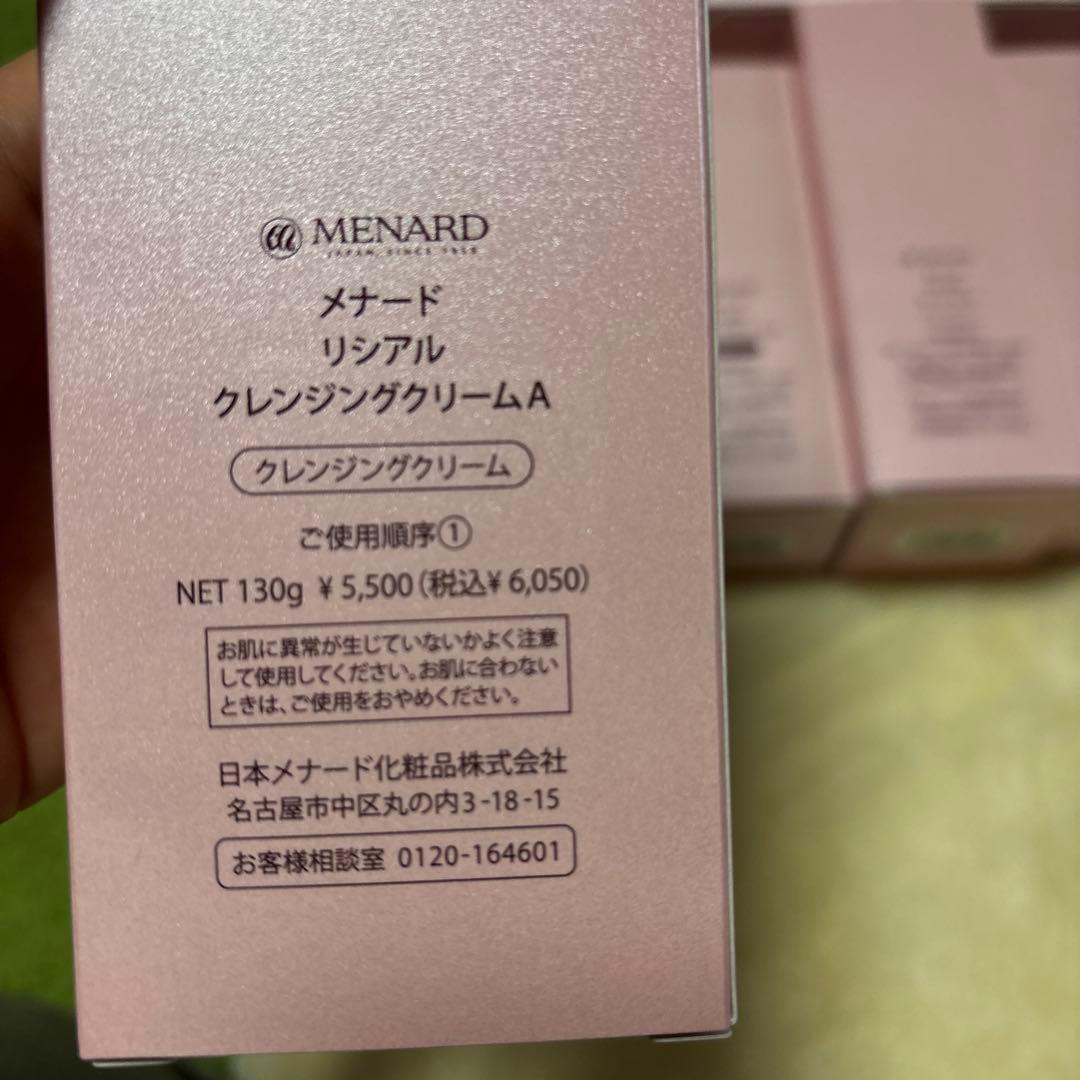 MENARD
JAPAN, SINCE 1959
メナード
リシアル
クレンジングクリームA
クレンジングクリーム
ご使用順序①
NET 130g ¥5,500(税込¥6,050)
お肌に異常が生じていないかよく注意
して使用してください。お肌に合わない
ときは、ご使用をおやめください。
日本メナード化粧品株式会社
名古屋市中区丸の内3-18-15
お客様相談室 0120-164601